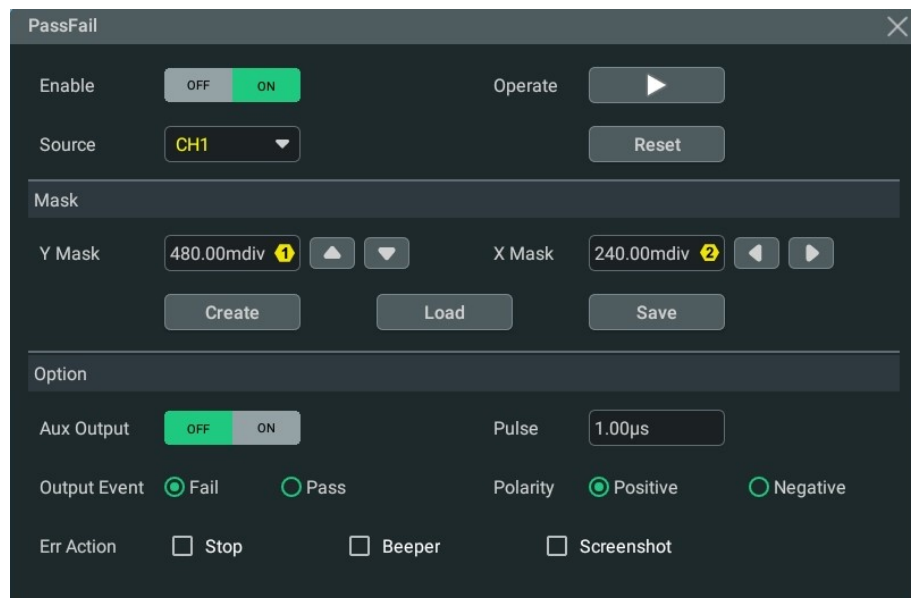 PassFail
Enable OFF ON Operate
Source CH1 Reset
Mask
Y Mask 480.00mdiv 1 X Mask 240.00mdiv 2
Create Load Save
Option
Aux Output OFF ON Pulse 1.00µs
Output Event Fail Pass Polarity Positive Negative
Err Action Stop Beeper Screenshot